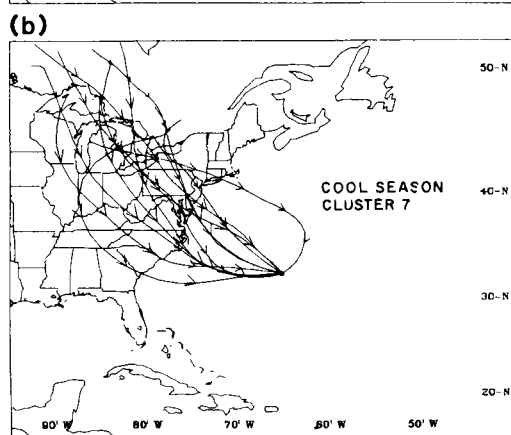 (b)
50-N
COOL SEASON
CLUSTER 7
40-N
30-N
20-N
90' W 80' W 70' W 60' W 50' W